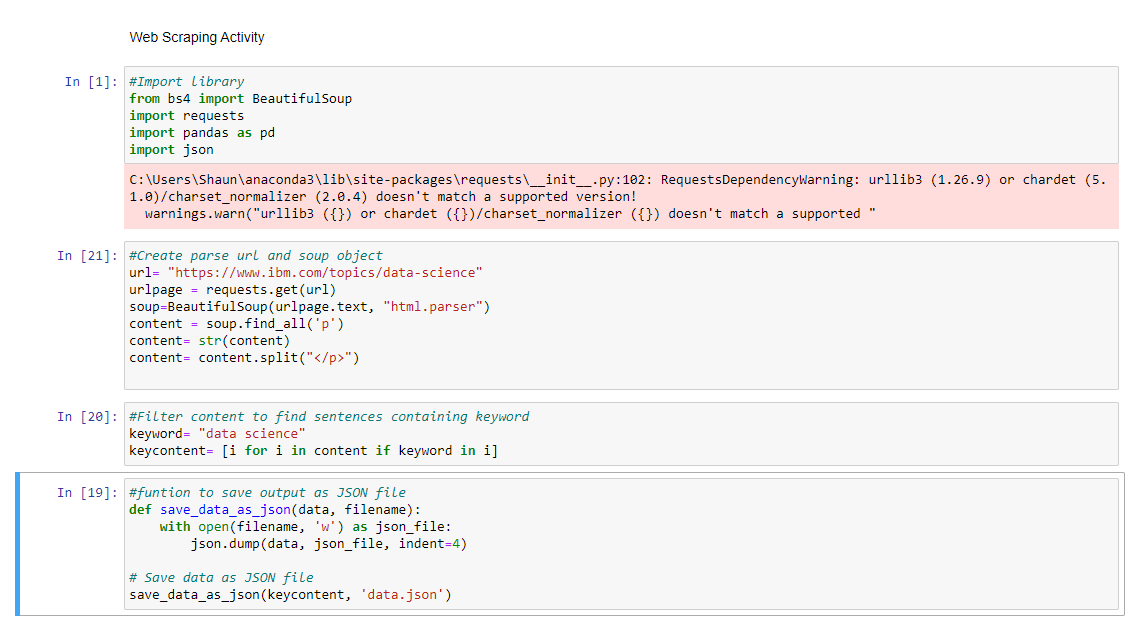 Web Scraping Activity
In [1]: #Import library
from bs4 import BeautifulSoup
import requests
import pandas as pd
import json
C:\Users\Shaun\anaconda3\lib\site-packages\requests\__init__.py:102: RequestsDependencyWarning: urllib3 (1.26.9) or chardet (5.
1.0)/charset_normalizer (2.0.4) doesn't match a supported version!
  warnings.warn("urllib3 ({}) or chardet ({})/charset_normalizer ({}) doesn't match a supported "
In [21]: #Create parse url and soup object
url= "https://www.ibm.com/topics/data-science"
urlpage = requests.get(url)
soup=BeautifulSoup(urlpage.text, "html.parser")
content = soup.find_all('p')
content= str(content)
content= content.split("</p>")
In [20]: #Filter content to find sentences containing keyword
keyword= "data science"
keycontent= [i for i in content if keyword in i]
In [19]: #funtion to save output as JSON file
def save_data_as_json(data, filename):
    with open(filename, 'w') as json_file:
        json.dump(data, json_file, indent=4)
# Save data as JSON file
save_data_as_json(keycontent, 'data.json')